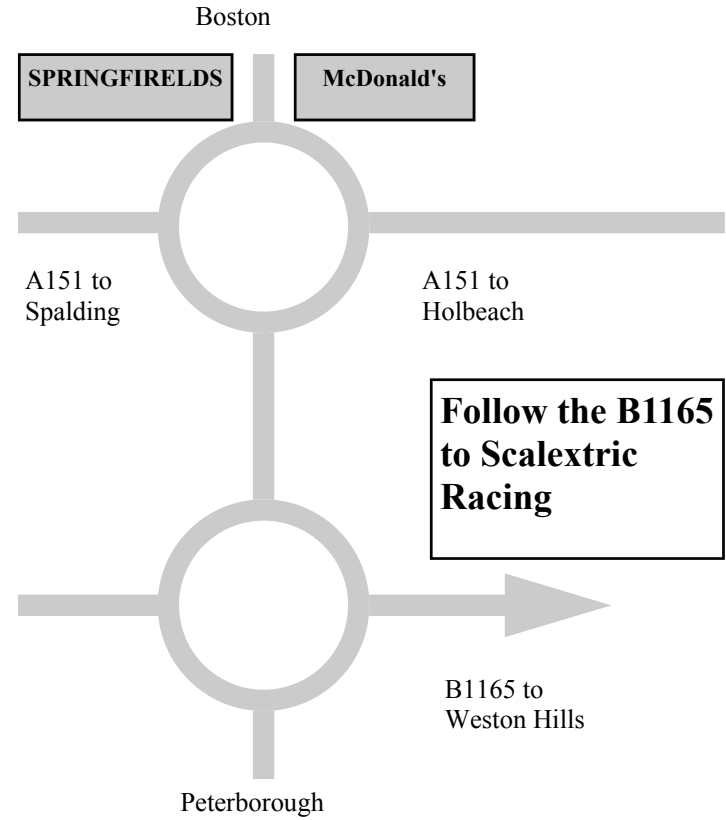 Boston
SPRINGFIRELDS
McDonald's
A151 to
Spalding
A151 to
Holbeach
Follow the B1165
to Scalextric
Racing
B1165 to
Weston Hills
Peterborough